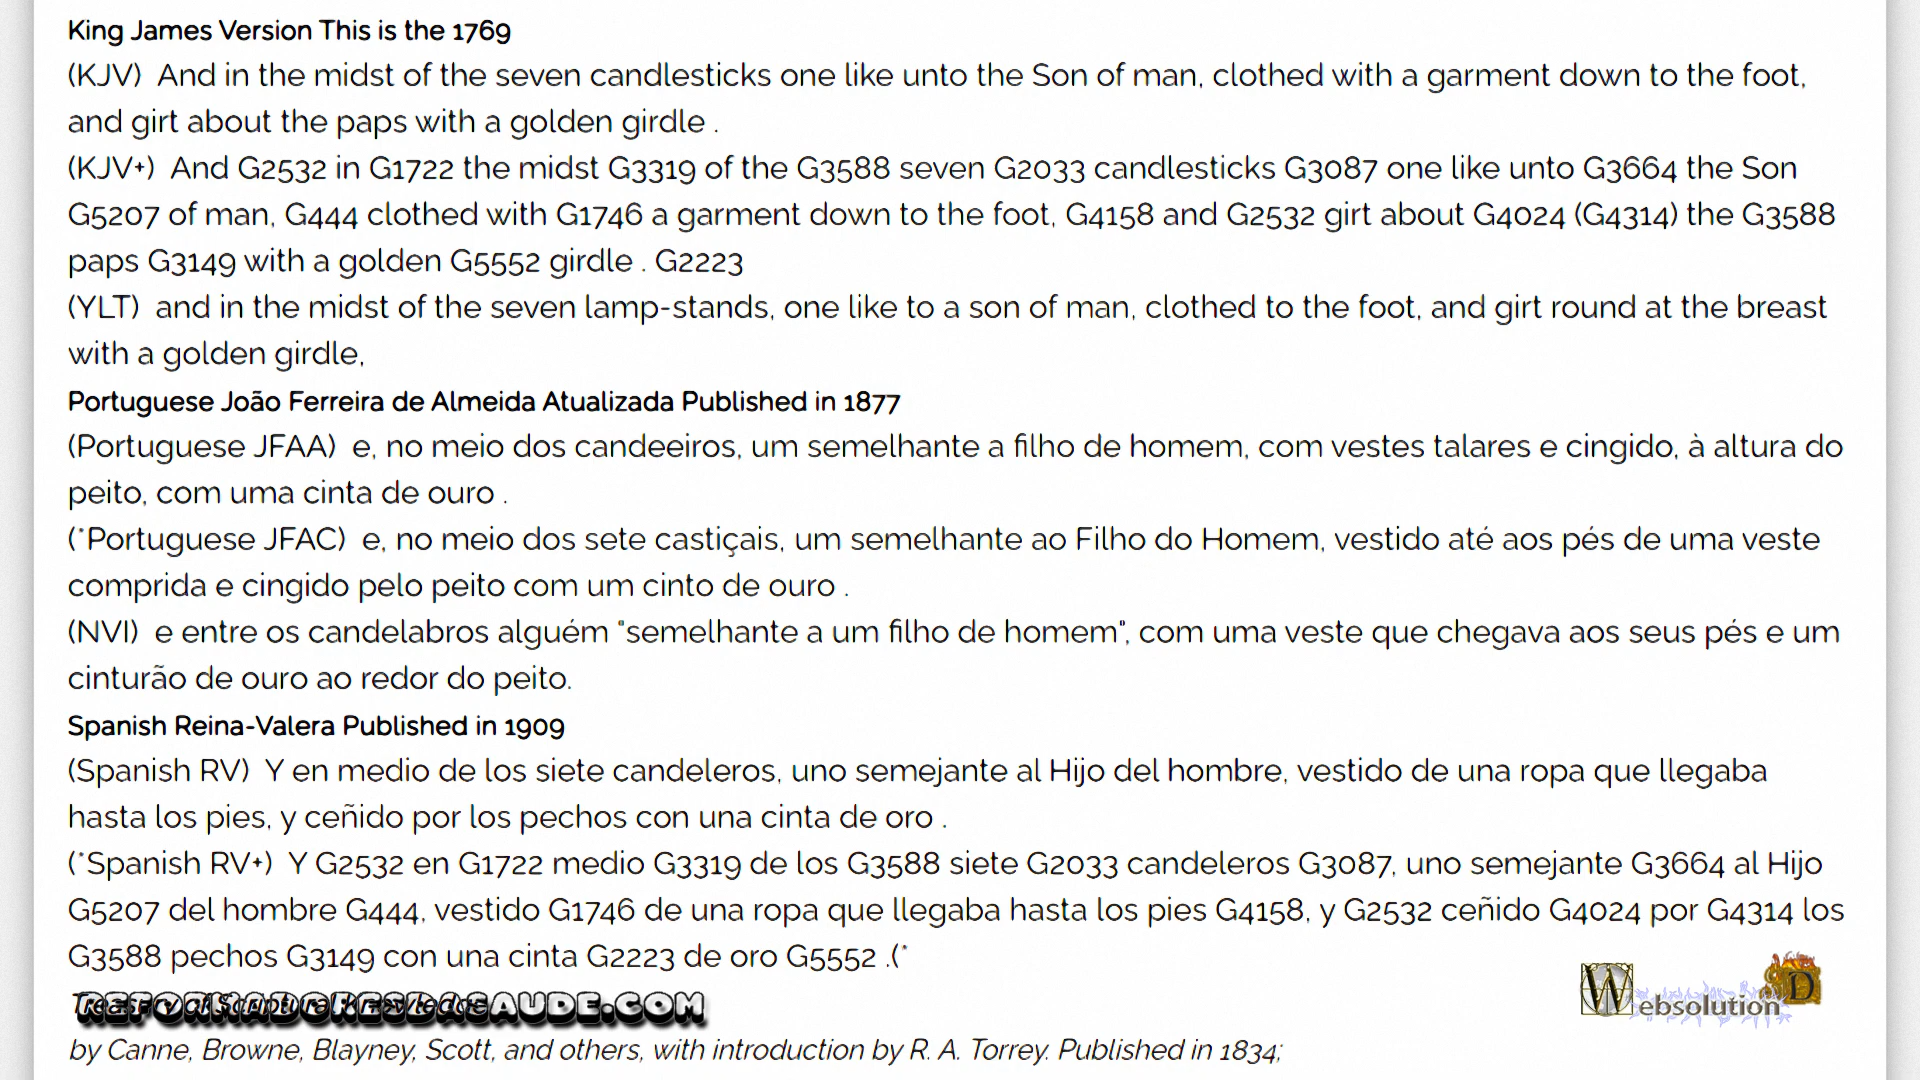 King James Version This is the 1769
(KJV) And in the midst of the seven candlesticks one like unto the Son of man, clothed with a garment down to the foot,
and girt about the paps with a golden girdle .
(KJV+) And G2532 in G1722 the midst G3319 of the G3588 seven G2033 candlesticks G3087 one like unto G3664 the Son
G5207 of man, G444 clothed with G1746 a garment down to the foot, G4158 and G2532 girt about G4024 (G4314) the G3588
paps G3149 with a golden G5552 girdle . G2223
(YLT) and in the midst of the seven lamp-stands, one like to a son of man, clothed to the foot, and girt round at the breast
with a golden girdle,
Portuguese João Ferreira de Almeida Atualizada Published in 1877
(Portuguese JFAA) e, no meio dos candeeiros, um semelhante a filho de homem, com vestes talares e cingido, à altura do
peito, com uma cinta de ouro .
(*Portuguese JFAC) e, no meio dos sete castiçais, um semelhante ao Filho do Homem, vestido até aos pés de uma veste
comprida e cingido pelo peito com um cinto de ouro .
(NVI) e entre os candelabros alguém "semelhante a um filho de homem", com uma veste que chegava aos seus pés e um
cinturão de ouro ao redor do peito.
Spanish Reina-Valera Published in 1909
(Spanish RV) Y en medio de los siete candeleros, uno semejante al Hijo del hombre, vestido de una ropa que llegaba
hasta los pies, y ceñido por los pechos con una cinta de oro .
(*Spanish RV+) Y G2532 en G1722 medio G3319 de los G3588 siete G2033 candeleros G3087, uno semejante G3664 al Hijo
G5207 del hombre G444, vestido G1746 de una ropa que llegaba hasta los pies G4158, y G2532 ceñido G4024 por G4314 los
G3588 pechos G3149 con una cinta G2223 de oro G5552 .(*
Treasury of Scriptural Knowledge
REFORMADORESDASAUDE.COM
Websolution D
by Canne, Browne, Blayney, Scott, and others, with introduction by R. A. Torrey. Published in 1834;